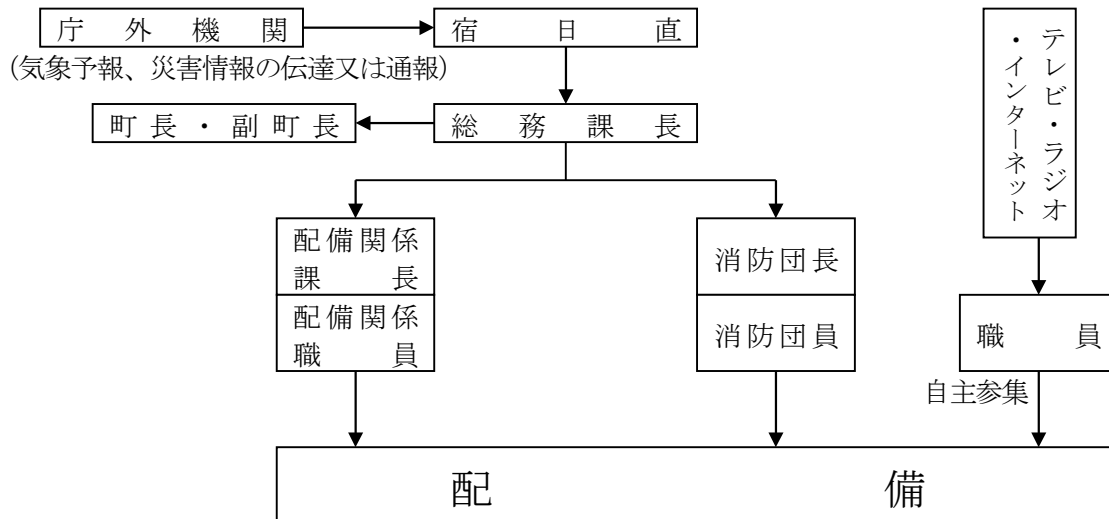 庁外機関
宿日直
(気象予報、災害情報の伝達又は通報)
町長・副町長
総務課長
テレビ・ラジオ
・インターネット
配備関係
課長
配備関係
職員
消防団長
消防団員
職員
自主参集
配備